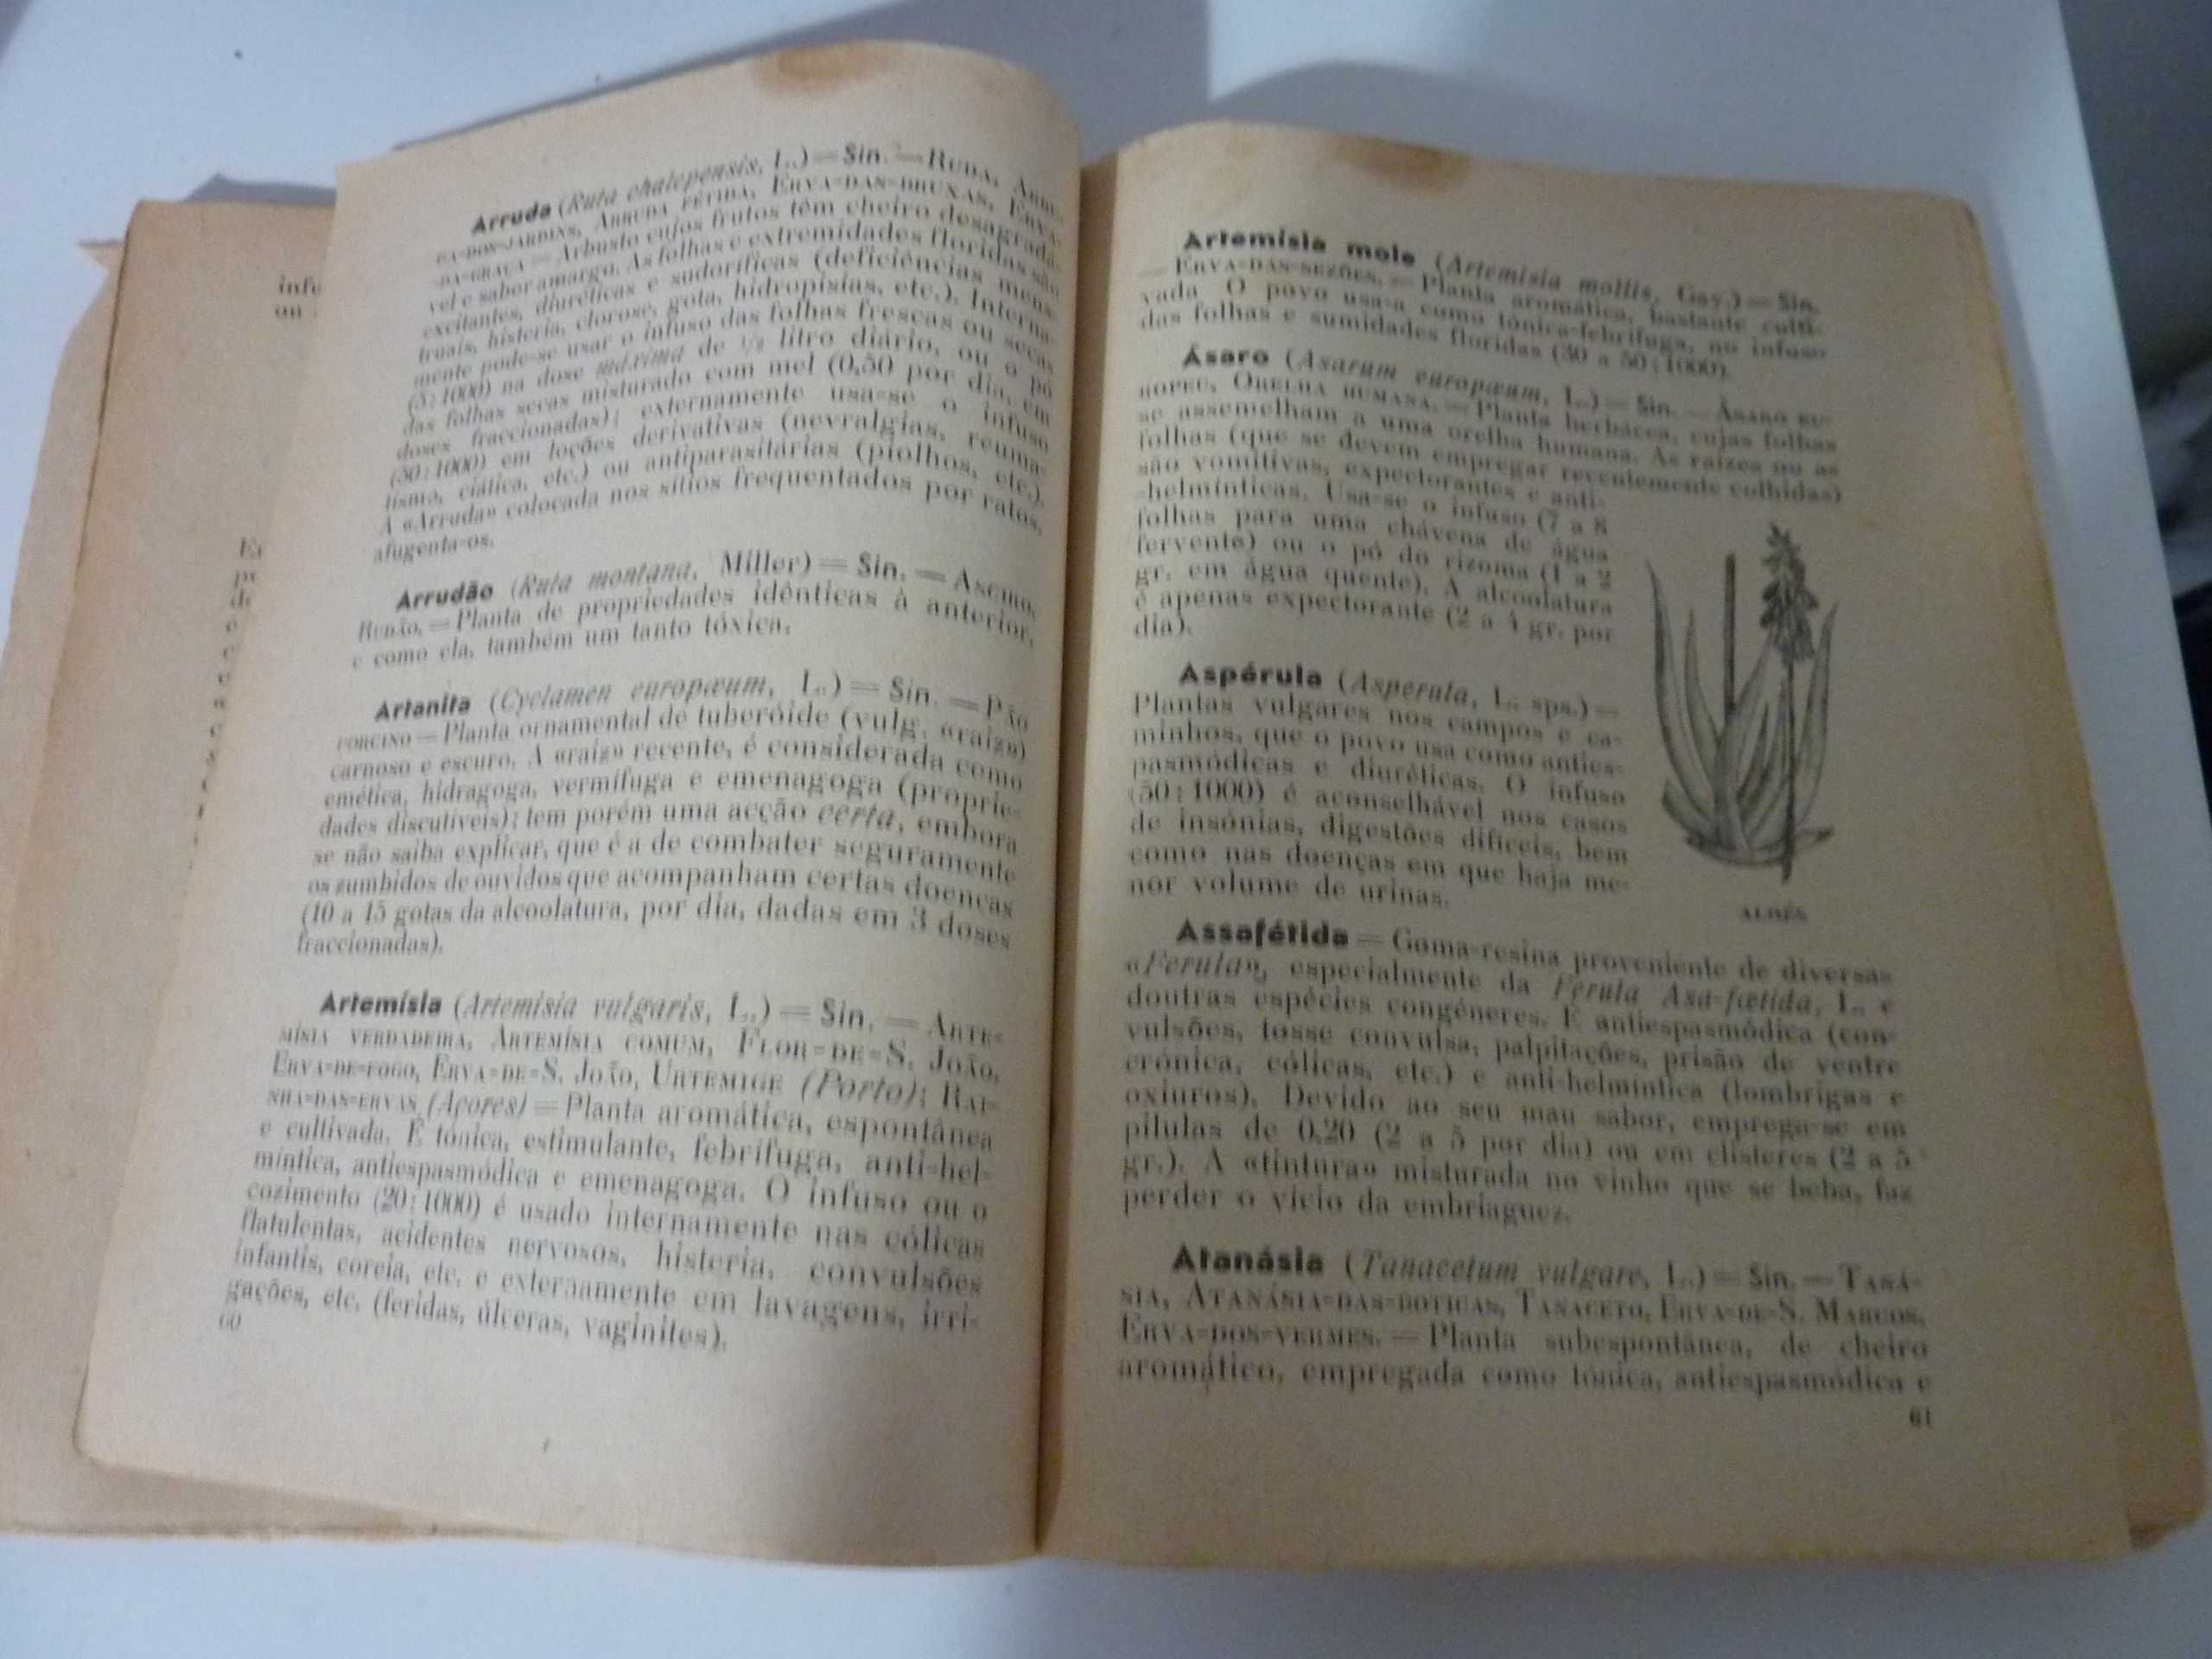 infe
ou
Arruda (Ruta chalepensis, L.) — Sin. — Ruda, Arru-
da-dos-jardins, Arruda fétida, Erva-das-bruxas, Erva-
-da-graça — Arbusto cujos frutos têm cheiro desagradá-
vel e sabor amargo. As folhas e extremidades floridas são
excitantes, diuréticas e sudoríficas (deficiências mens-
truais, histeria, clorose, gota, hidropisias, etc.). Interna-
mente pode-se usar o infuso das folhas frescas ou secas
(5:1000) na dose máxima de 1/2 litro diário, ou o pó
das folhas secas misturado com mel (0,50 por dia, em
doses fraccionadas); externamente usa-se o infuso
(50:1000) em loções derivativas (nevralgias, reuma-
tismo, ciática, etc.) ou antiparasitárias (piolhos, etc.).
A «Arruda» colocada nos sítios frequentados por ratos,
afugenta-os.
Arrudão (Ruta montana, Miller) — Sin. — Ascino,
Rudão. — Planta de propriedades idênticas à anterior,
e como ela, também um tanto tóxica.
Artanita (Cyclamen europæum, L.) — Sin. — Pão
porcino — Planta ornamental de tuberóide (vulg. «raiz»)
carnoso e escuro. A «raiz» recente, é considerada como
emética, hidragoga, vermífuga e emenagoga (proprie-
dades discutíveis); tem porém uma acção certa, embora
se não saiba explicar, que é a de combater seguramente
os zumbidos de ouvidos que acompanham certas doenças
(10 a 15 gotas da alcoolatura, por dia, dadas em 3 doses
fraccionadas).
Artemísia (Artemisia vulgaris, L.) — Sin. — Arte-
mísia verdadeira, Artemísia comum, Flor-de-S. João,
Erva-de-fogo, Erva-de-S. João, Urtemige (Porto); Rai-
nha-das-ervas (Açores) — Planta aromática, espontânea
e cultivada. É tónica, estimulante, febrífuga, anti-hel-
míntica, antiespasmódica e emenagoga. O infuso ou o
cozimento (20:1000) é usado internamente nas cólicas
flatulentas, acidentes nervosos, histeria, convulsões
infantis, coreia, etc. e externamente em lavagens, irri-
gações, etc. (feridas, úlceras, vaginites).
60
Artemísia mole (Artemisia mollis, Gay.) — Sin.
— Erva-das-sezões. — Planta aromática, bastante culti-
vada O povo usa-a como tónico-febrífuga, no infuso
das folhas e sumidades floridas (30 a 50:1000).
Ásaro (Asarum europæum, L.) — Sin. — Ásaro eu-
ropeu, Orelha humana. — Planta herbácea, cujas folhas
se assemelham a uma orelha humana. As raízes ou as
folhas (que se devem empregar recentemente colhidas)
são vomitivas, expectorantes e anti-
-helmínticas. Usa-se o infuso (7 a 8
folhas para uma chávena de água
fervente) ou o pó do rizoma (1 a 2
gr. em água quente). A alcoolatura
é apenas expectorante (2 a 4 gr. por
dia).
Aspérula (Asperula, L. sps.) —
Plantas vulgares nos campos e ca-
minhos, que o povo usa como anties-
pasmódicas e diuréticas. O infuso
(50:1000) é aconselhável nos casos
de insónias, digestões difíceis, bem
como nas doenças em que haja me-
nor volume de urinas.
ALOÉS
Assafétida — Goma-resina proveniente de diversas
«Ferula», especialmente da Ferula Asa-fœtida, L. e
doutras espécies congéneres. É antiespasmódica (con-
vulsões, tosse convulsa, palpitações, prisão de ventre
crónica, cólicas, etc.) e anti-helmíntica (lombrigas e
oxiuros). Devido ao seu mau sabor, emprega-se em
pílulas de 0,20 (2 a 5 por dia) ou em clisteres (2 a 5
gr.). A «tintura» misturada no vinho que se beba, faz
perder o vício da embriaguez.
Atanásia (Tanacetum vulgare, L.) — Sin. — Taná-
sia, Atanásia-das-boticas, Tanaceto, Erva-de-S. Marcos,
Erva-dos-vermes. — Planta subespontânea, de cheiro
aromático, empregada como tónica, antiespasmódica e
61